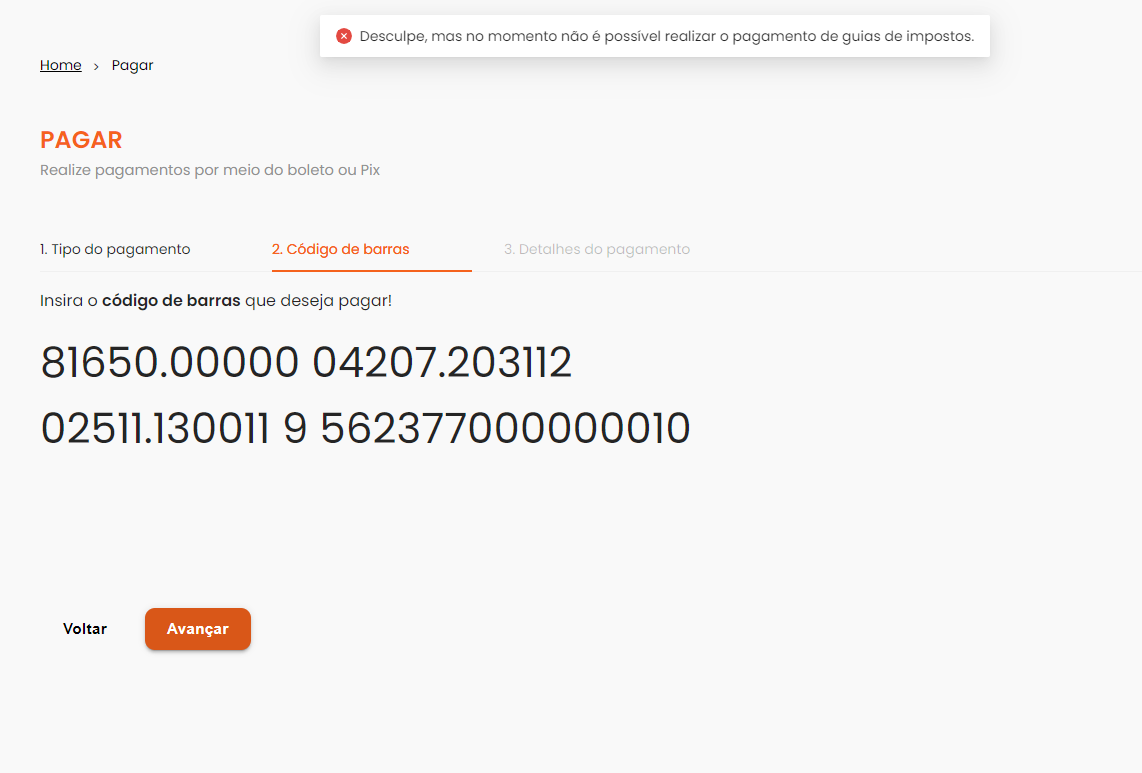 Desculpe, mas no momento não é possível realizar o pagamento de guias de impostos.
Home > Pagar
PAGAR
Realize pagamentos por meio do boleto ou Pix
1. Tipo do pagamento 2. Código de barras 3. Detalhes do pagamento
Insira o código de barras que deseja pagar!
81650.00000 04207.203112
02511.130011 9 562377000000010
Voltar Avançar